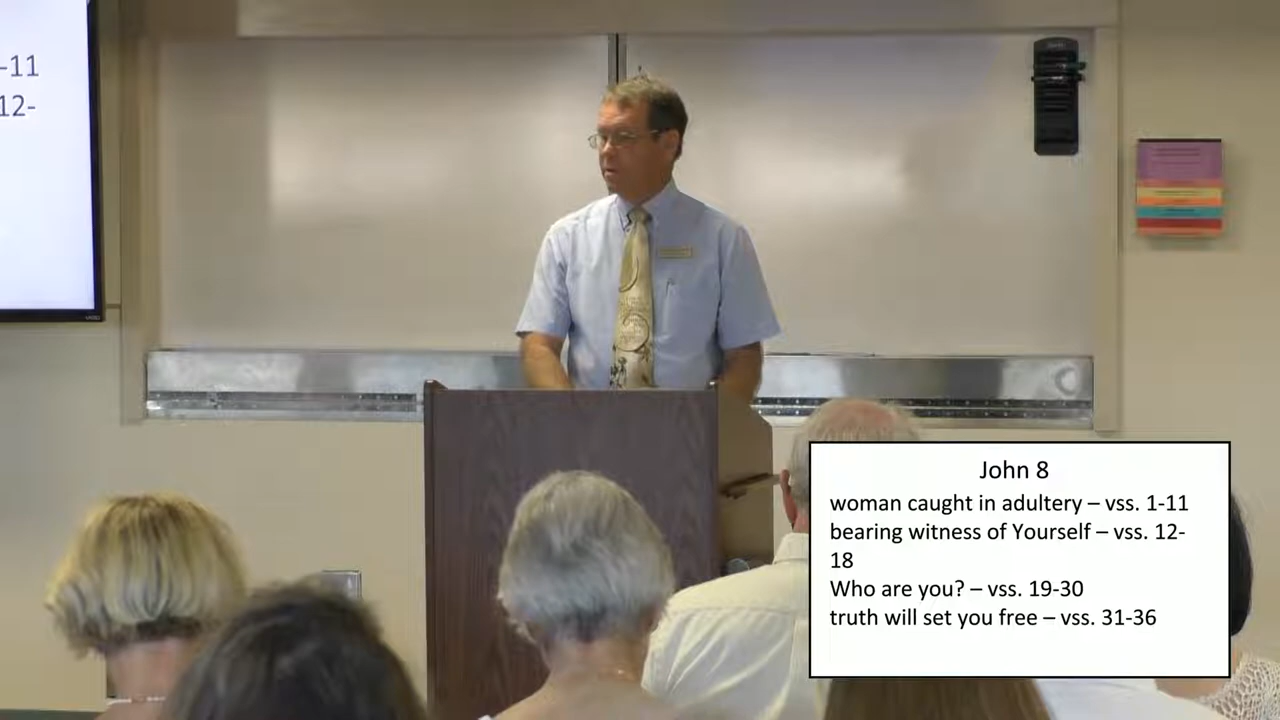 -11
12-
John 8
woman caught in adultery – vss. 1-11
bearing witness of Yourself – vss. 12-
18
Who are you? – vss. 19-30
truth will set you free – vss. 31-36